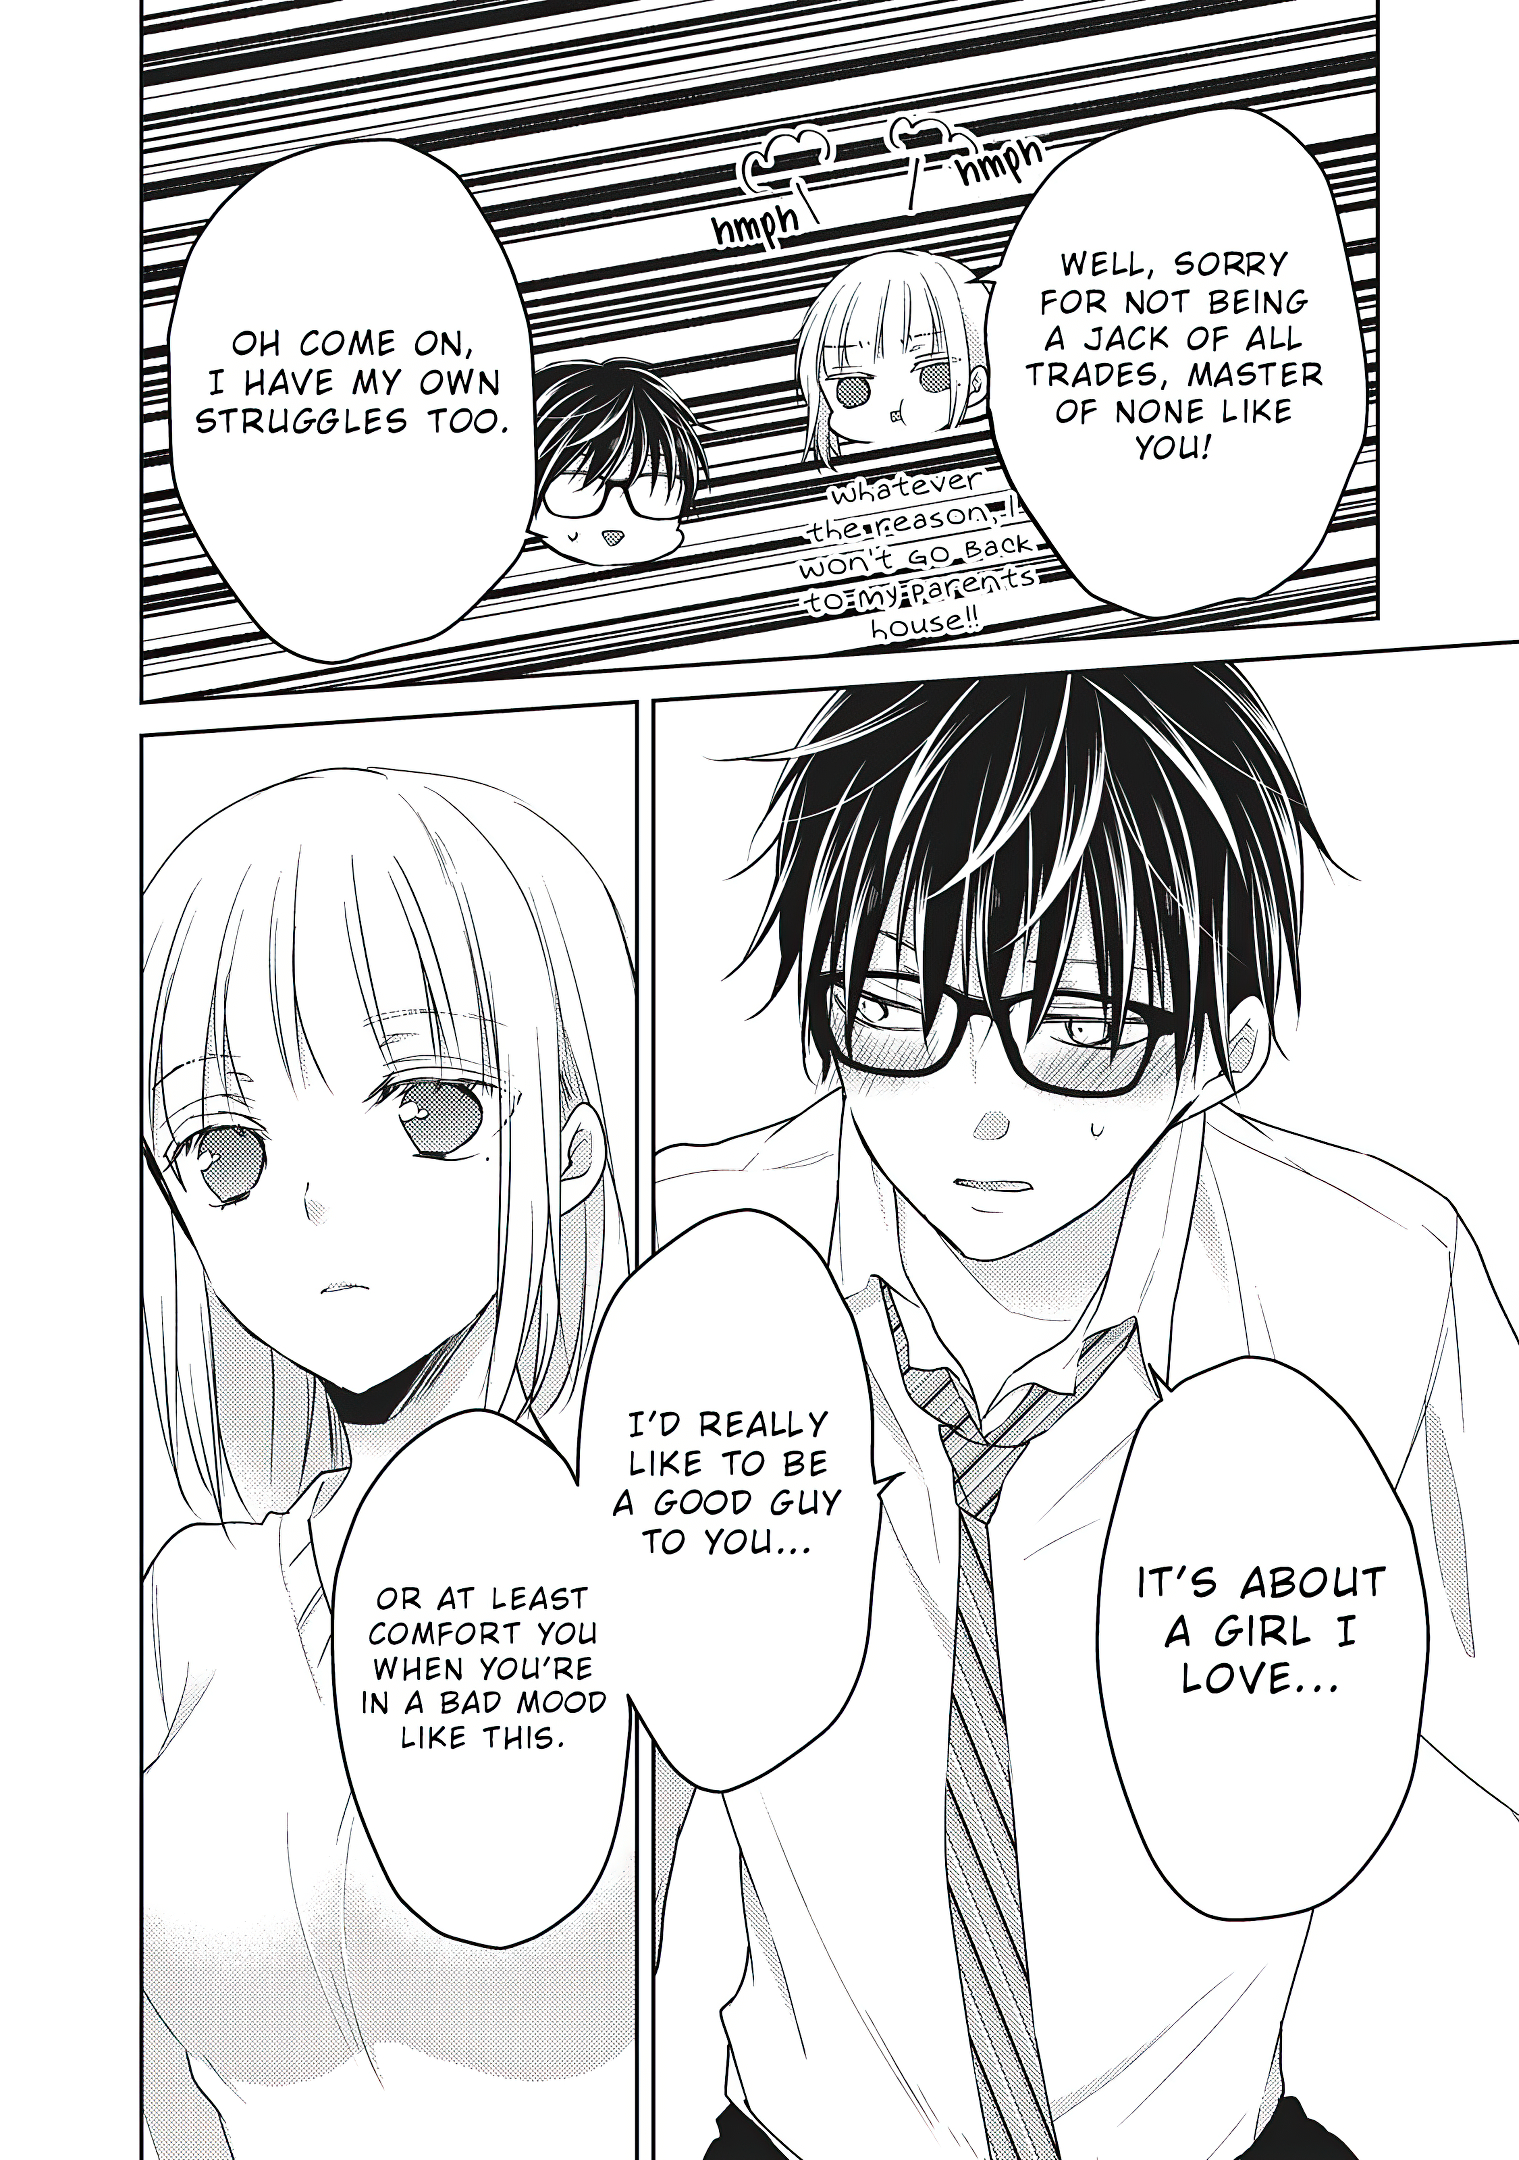 WELL, SORRY
FOR NOT BEING
A JACK OF ALL
TRADES, MASTER
OF NONE LIKE
YOU!
hmph
hmph
whatever
the reason, I
won't go back
to my parents
house!!
OH COME ON,
I HAVE MY OWN
STRUGGLES TOO.
IT'S ABOUT
A GIRL I
LOVE...
I'D REALLY
LIKE TO BE
A GOOD GUY
TO YOU...
OR AT LEAST
COMFORT YOU
WHEN YOU'RE
IN A BAD MOOD
LIKE THIS.